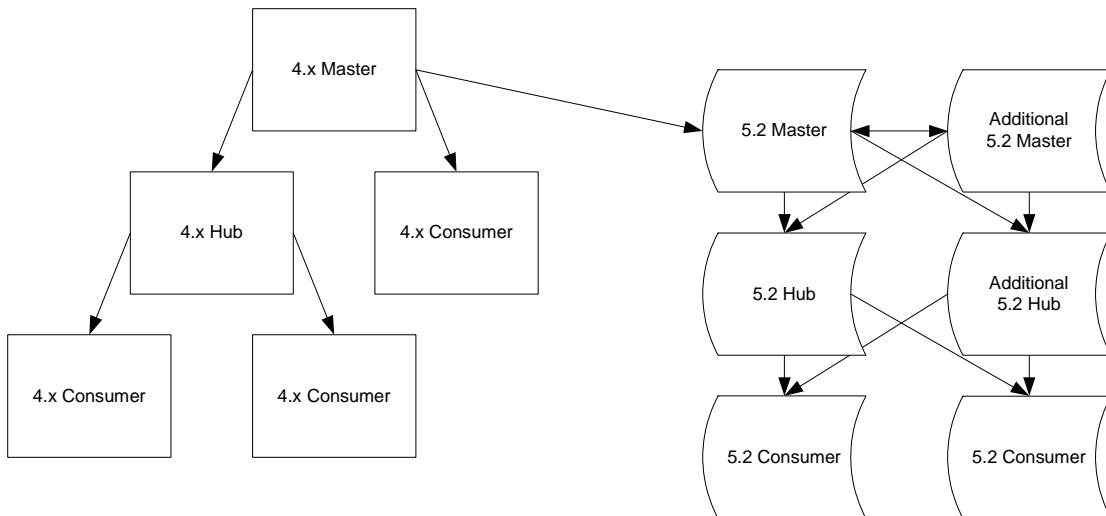 4.x Master
5.2 Master
Additional
5.2 Master
4.x Hub
4.x Consumer
5.2 Hub
Additional
5.2 Hub
4.x Consumer
4.x Consumer
5.2 Consumer
5.2 Consumer